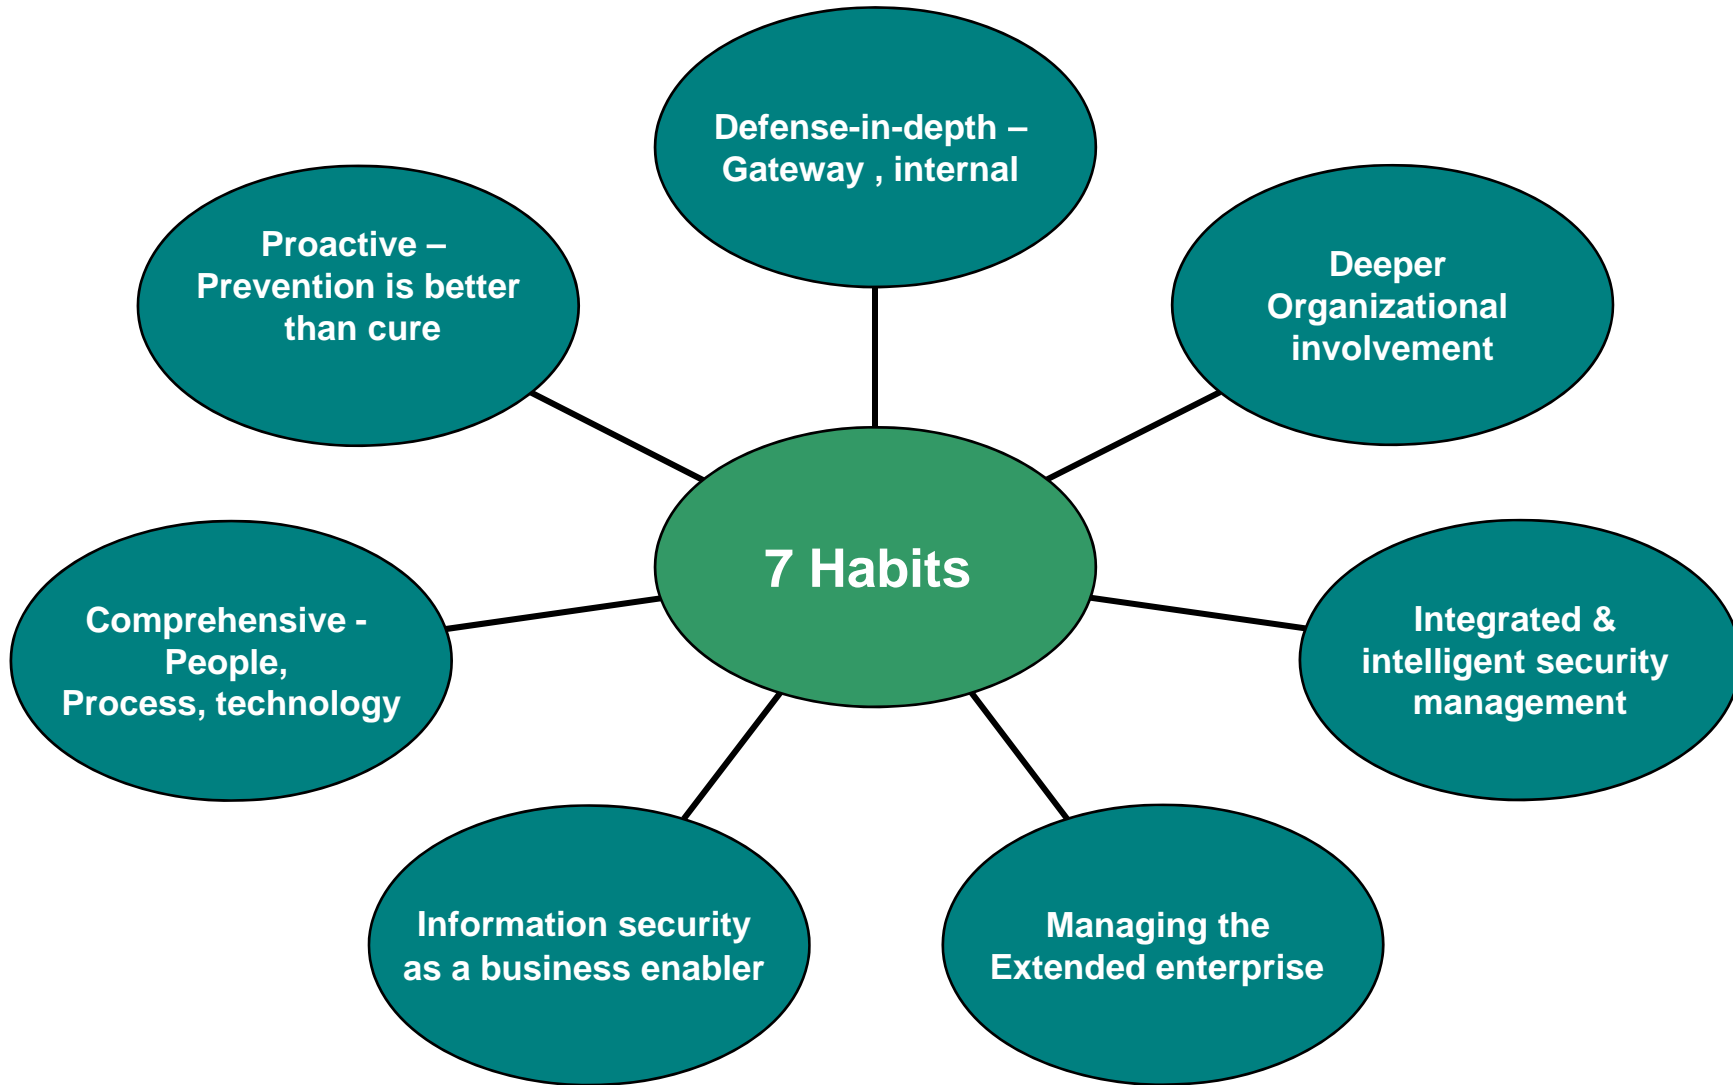 Defense-in-depth –
Gateway , internal
Proactive –
Prevention is better
than cure
Deeper
Organizational
involvement
7 Habits
Comprehensive -
People,
Process, technology
Integrated &
intelligent security
management
Information security
as a business enabler
Managing the
Extended enterprise